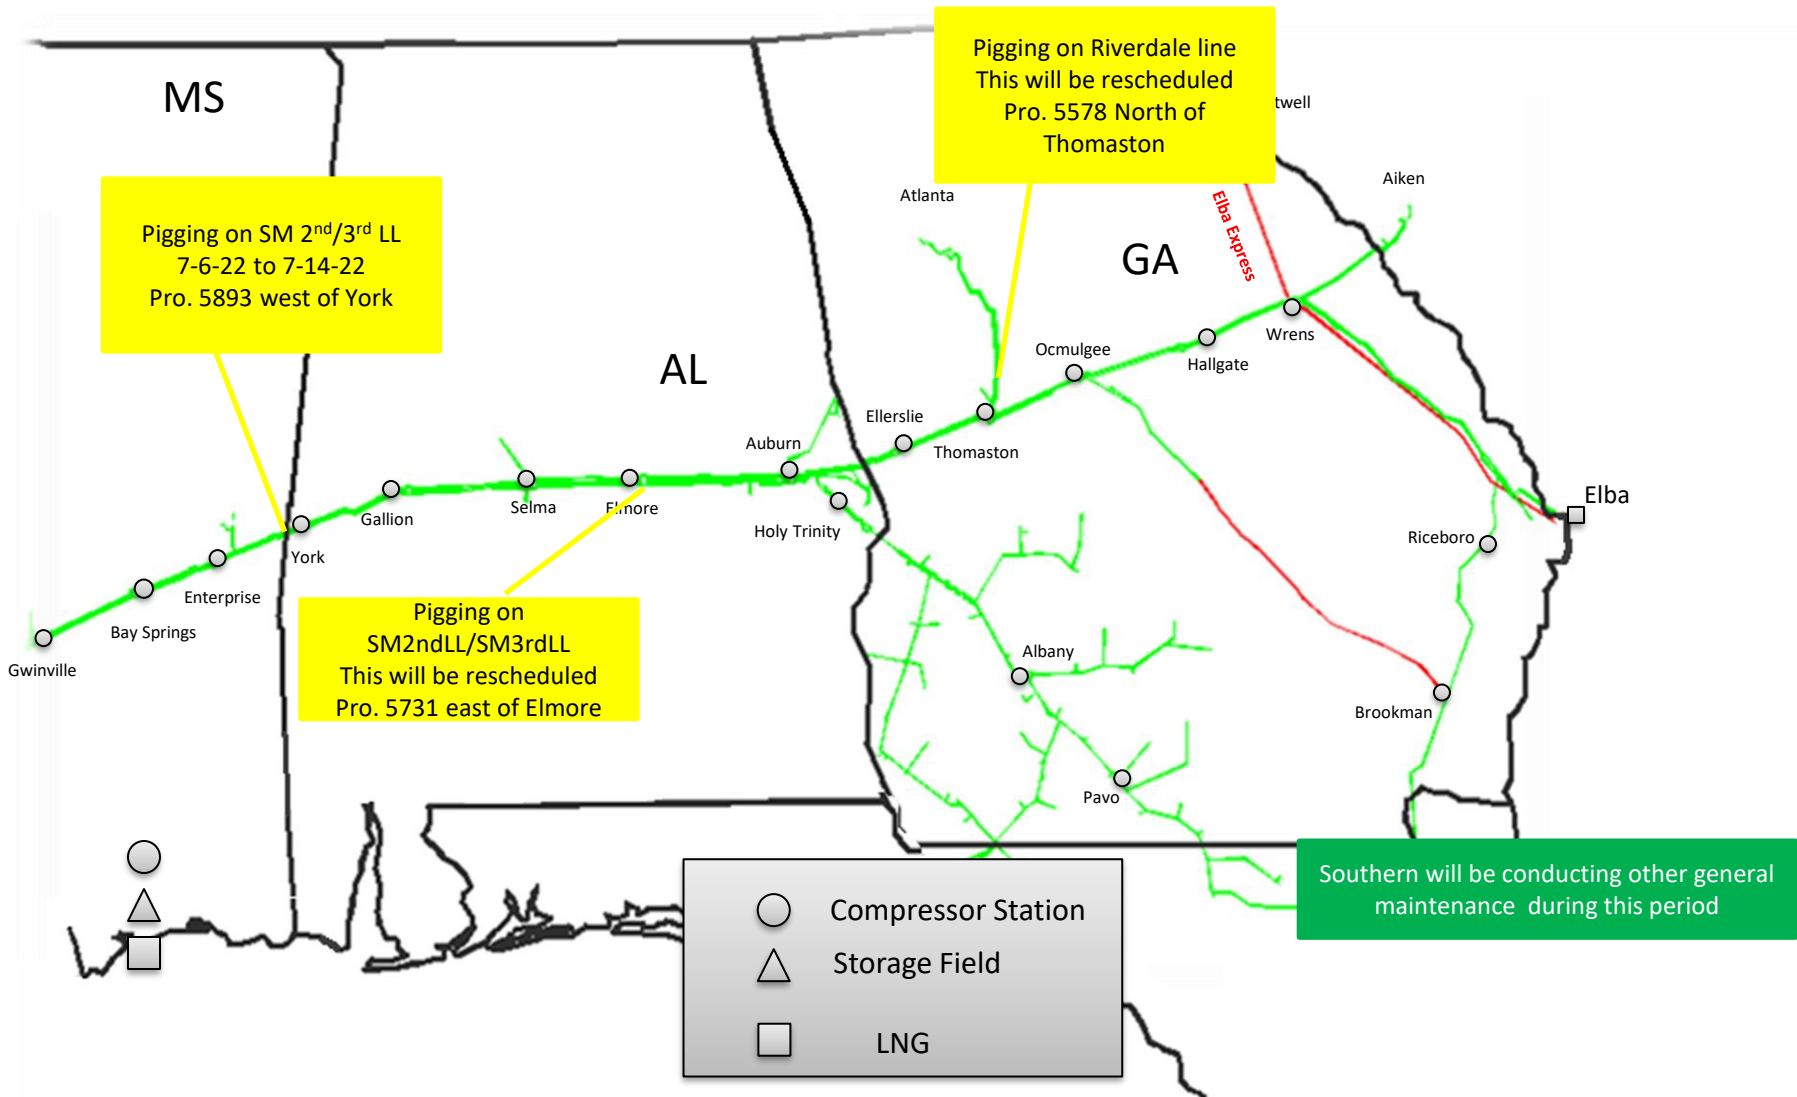 MS
Pigging on Riverdale line
This will be rescheduled
Pro. 5578 North of
Thomaston
twell
Aiken
Atlanta
Elba Express
GA
Pigging on SM 2nd/3rd LL
7-6-22 to 7-14-22
Pro. 5893 west of York
AL
Wrens
Ocmulgee
Hallgate
Ellerslie
Auburn
Thomaston
Elba
Selma
Elmore
Gallion
Holy Trinity
Riceboro
York
Enterprise
Bay Springs
Gwinville
Pigging on
SM2ndLL/SM3rdLL
This will be rescheduled
Pro. 5731 east of Elmore
Albany
Brookman
Pavo
Southern will be conducting other general
maintenance during this period
Compressor Station
Storage Field
LNG